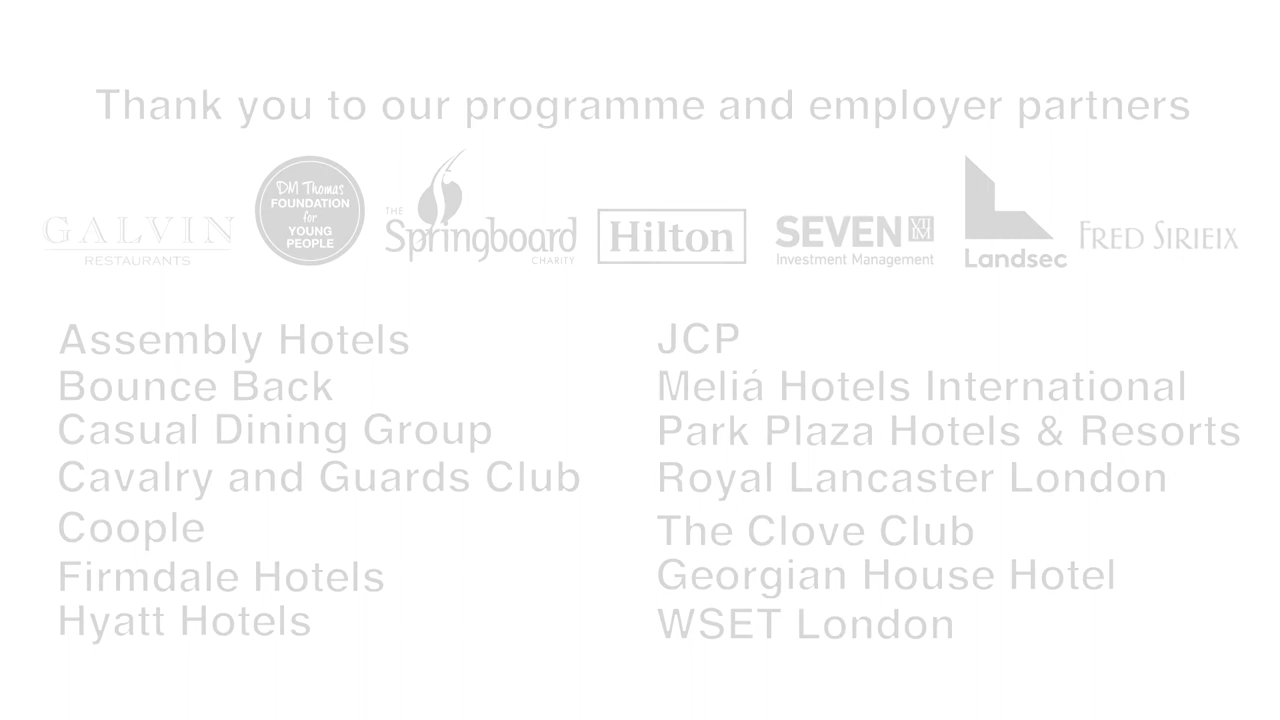 Thank you to our programme and employer partners
GALVIN
RESTAURANTS
DM Thomas
FOUNDATION
for
YOUNG
PEOPLE
THE
Springboard
CHARITY
Hilton
SEVEN
VII
IM
Investment Management
Landsec
FRED SIRIEIX
Assembly Hotels
Bounce Back
Casual Dining Group
Cavalry and Guards Club
Coople
Firmdale Hotels
Hyatt Hotels
JCP
Meliá Hotels International
Park Plaza Hotels & Resorts
Royal Lancaster London
The Clove Club
Georgian House Hotel
WSET London